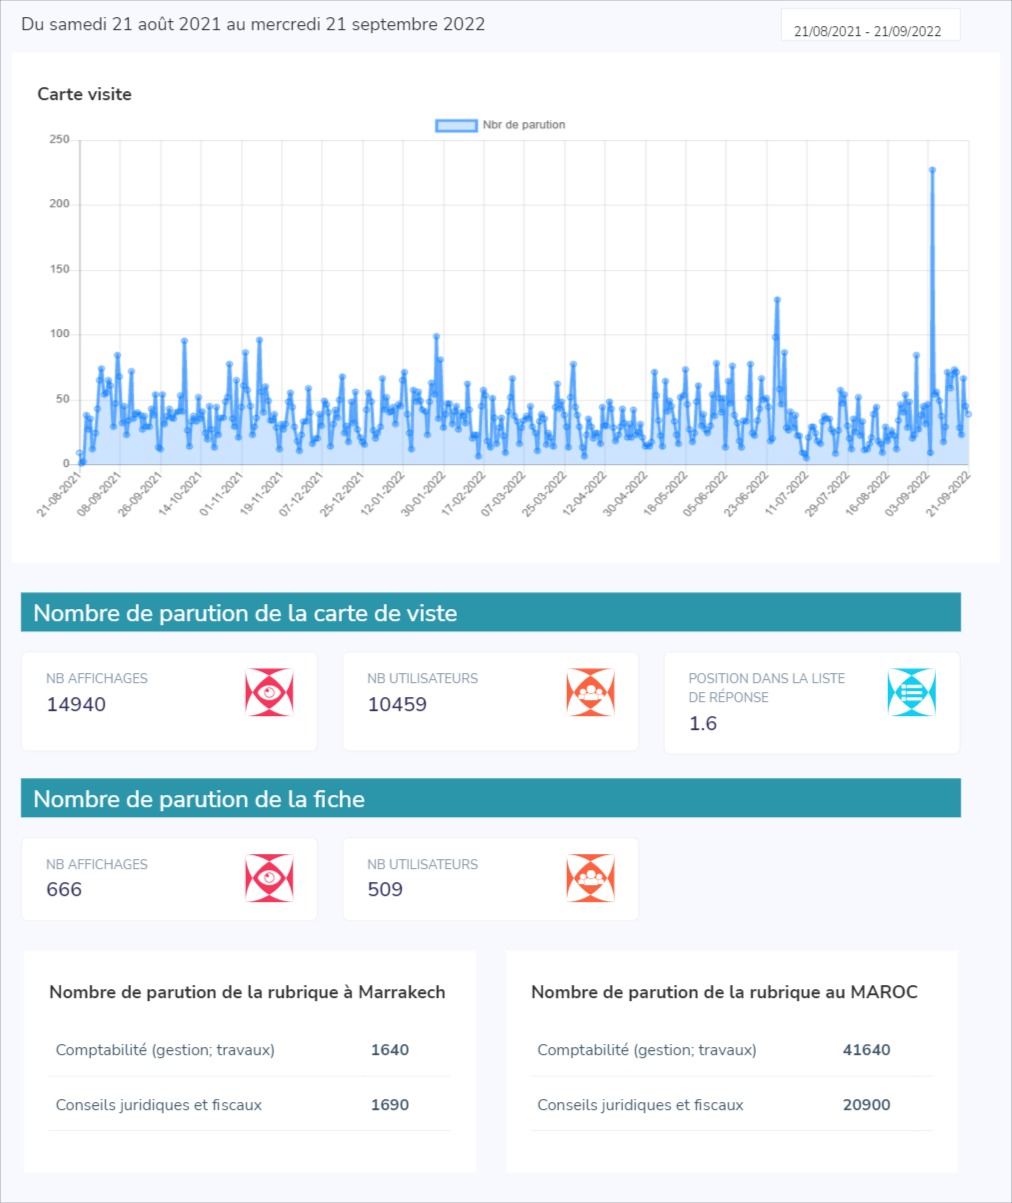 Du samedi 21 août 2021 au mercredi 21 septembre 2022
21/08/2021 - 21/09/2022
Carte visite
Nbr de parution
250
200
150
100
50
0
21-08-2021
08-09-2021
26-09-2021
14-10-2021
01-11-2021
19-11-2021
07-12-2021
25-12-2021
12-01-2022
30-01-2022
17-02-2022
07-03-2022
25-03-2022
12-04-2022
30-04-2022
18-05-2022
05-06-2022
23-06-2022
11-07-2022
29-07-2022
16-08-2022
03-09-2022
21-09-2022
Nombre de parution de la carte de viste
NB AFFICHAGES
14940
NB UTILISATEURS
10459
POSITION DANS LA LISTE
DE RÉPONSE
1.6
Nombre de parution de la fiche
NB AFFICHAGES
666
NB UTILISATEURS
509
Nombre de parution de la rubrique à Marrakech
Comptabilité (gestion; travaux) 1640
Conseils juridiques et fiscaux 1690
Nombre de parution de la rubrique au MAROC
Comptabilité (gestion; travaux) 41640
Conseils juridiques et fiscaux 20900